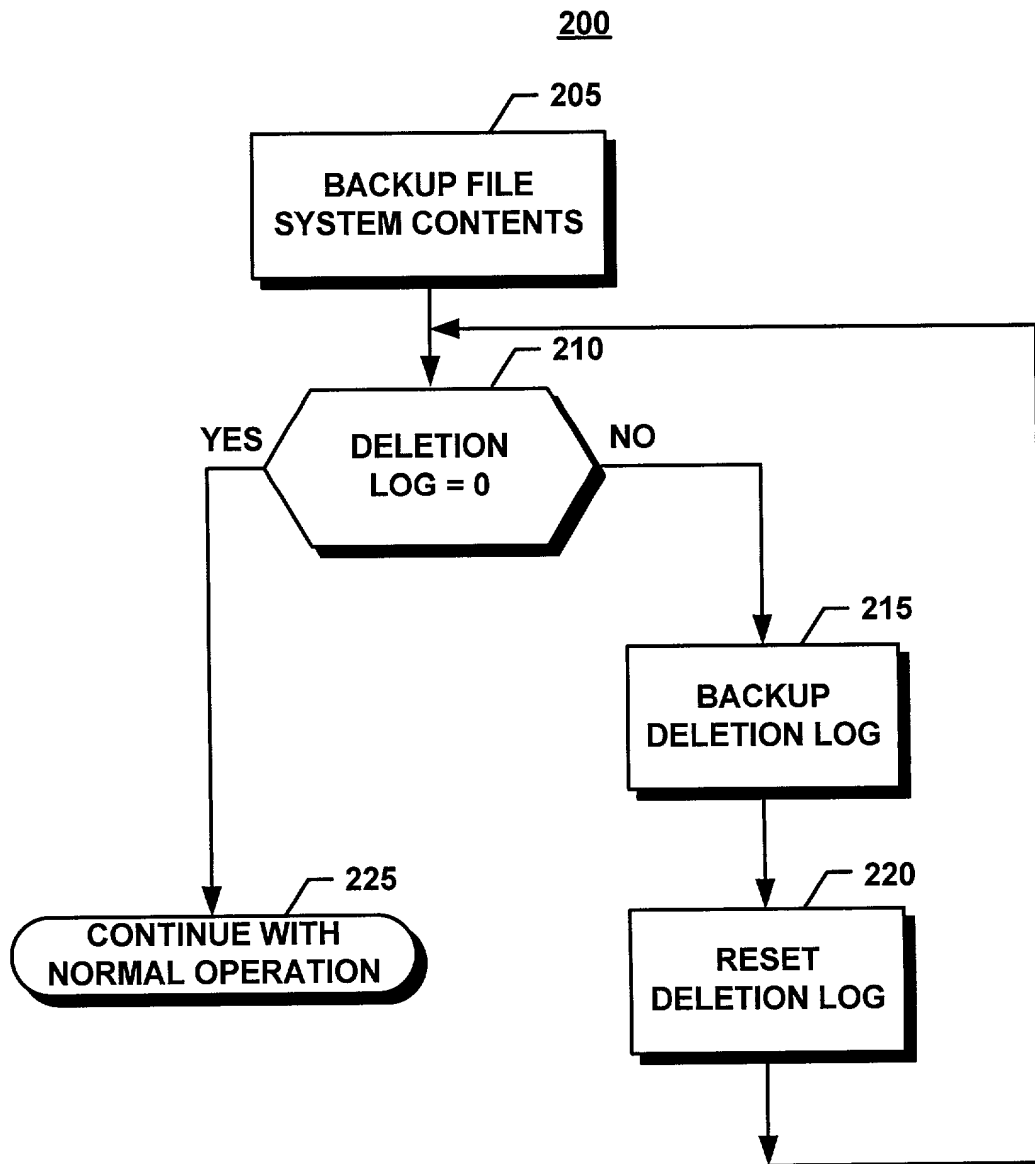 200
205
BACKUP FILE
SYSTEM CONTENTS
210
YES
DELETION
LOG = 0
NO
215
BACKUP
DELETION LOG
225
CONTINUE WITH
NORMAL OPERATION
220
RESET
DELETION LOG